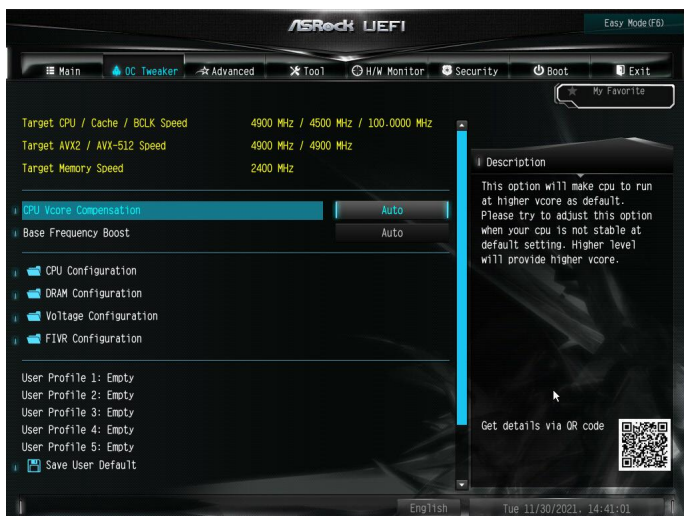 ASRock UEFI
Easy Mode(F6)
Main
OC Tweaker
Advanced
Tool
H/W Monitor
Security
Boot
Exit
My Favorite
Target CPU / Cache / BCLK Speed 4900 MHz / 4500 MHz / 100.0000 MHz
Target AVX2 / AVX-512 Speed 4900 MHz / 4900 MHz
Target Memory Speed 2400 MHz
CPU Vcore Compensation Auto
Base Frequency Boost Auto
CPU Configuration
DRAM Configuration
Voltage Configuration
FIVR Configuration
User Profile 1: Empty
User Profile 2: Empty
User Profile 3: Empty
User Profile 4: Empty
User Profile 5: Empty
Save User Default
Description
This option will make cpu to run
at higher vcore as default.
Please try to adjust this option
when your cpu is not stable at
default setting. Higher level
will provide higher vcore.
Get details via QR code
English
Tue 11/30/2021. 14:41:01